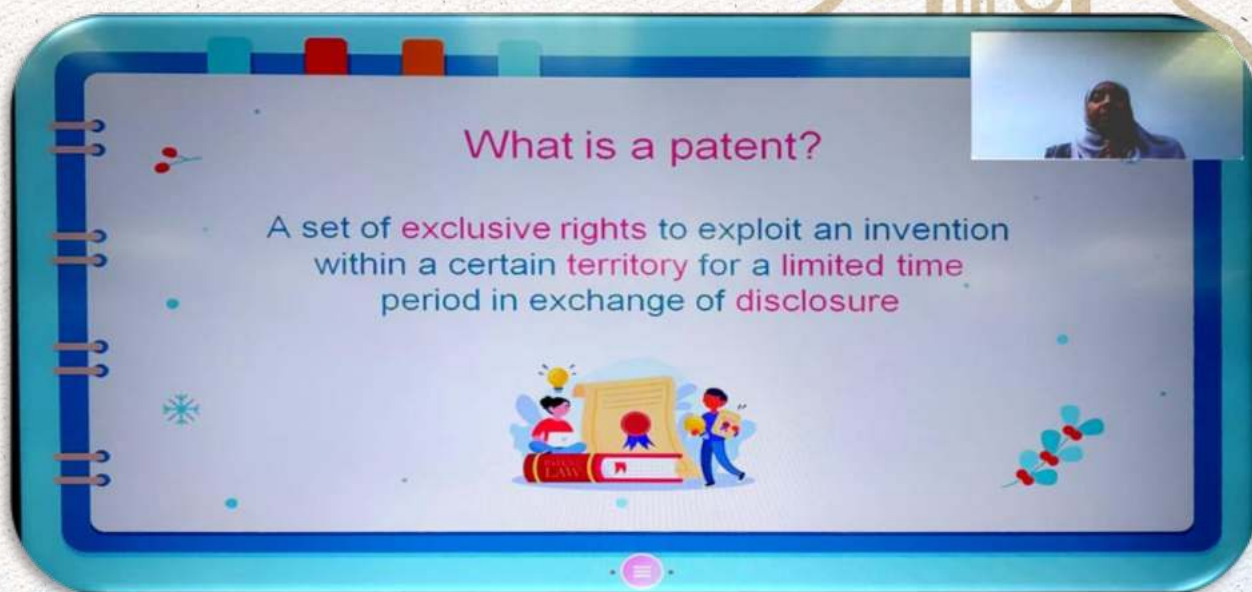 What is a patent?
A set of exclusive rights to exploit an invention
within a certain territory for a limited time
period in exchange of disclosure
LAW